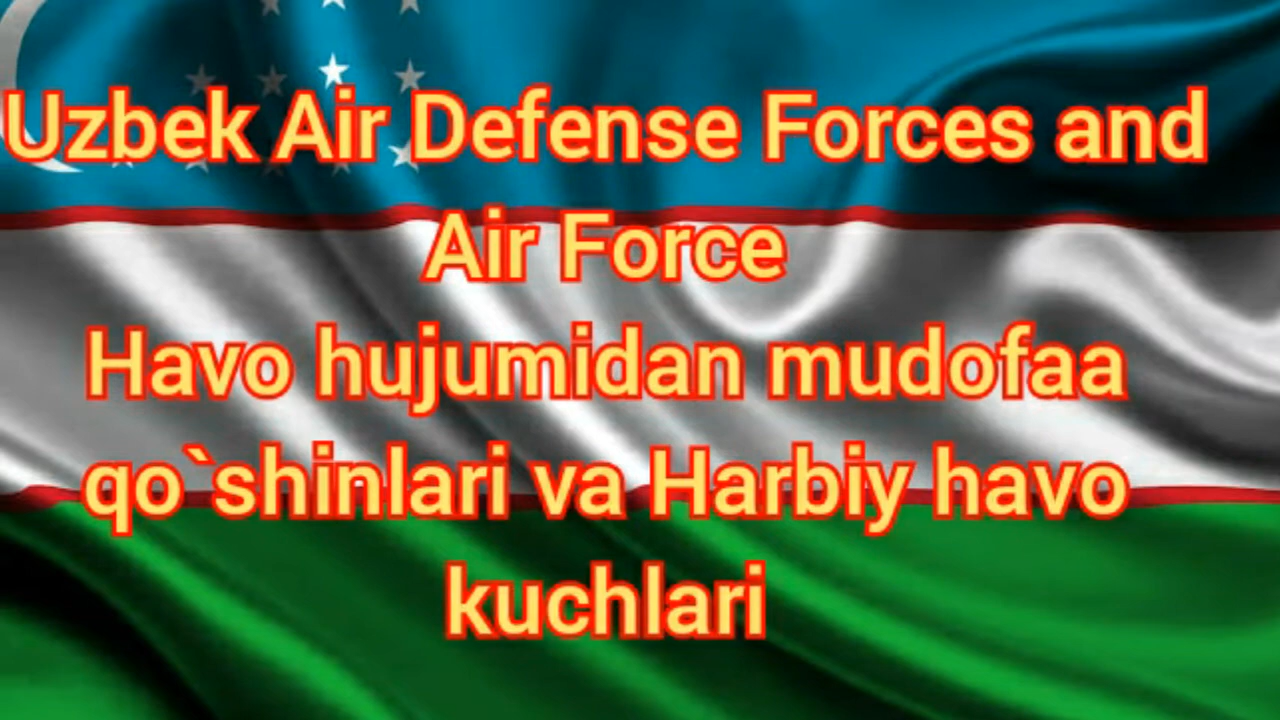 Uzbek Air Defense Forces and
Air Force
Havo hujumidan mudofaa
qo`shinlari va Harbiy havo
kuchlari